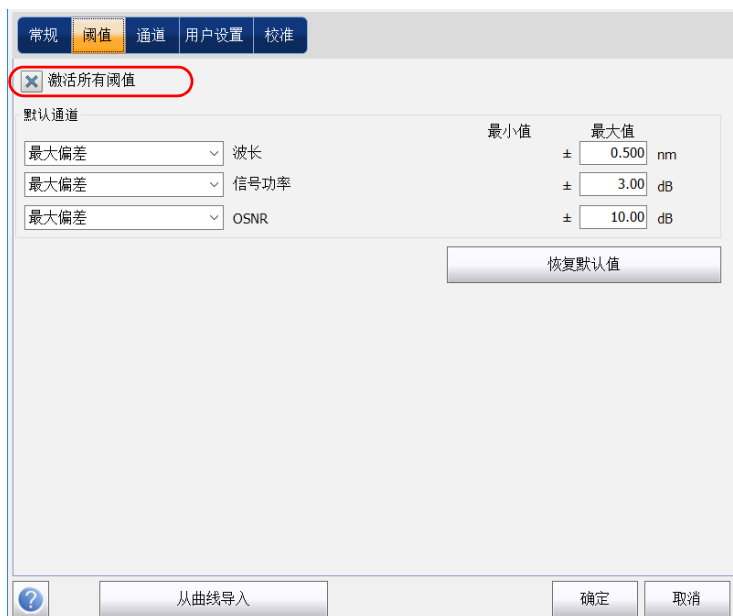 常规 阈值 通道 用户设置 校准
激活所有阈值
默认通道
最小值 最大值
最大偏差 波长 ± 0.500 nm
最大偏差 信号功率 ± 3.00 dB
最大偏差 OSNR ± 10.00 dB
恢复默认值
? 从曲线导入 确定 取消